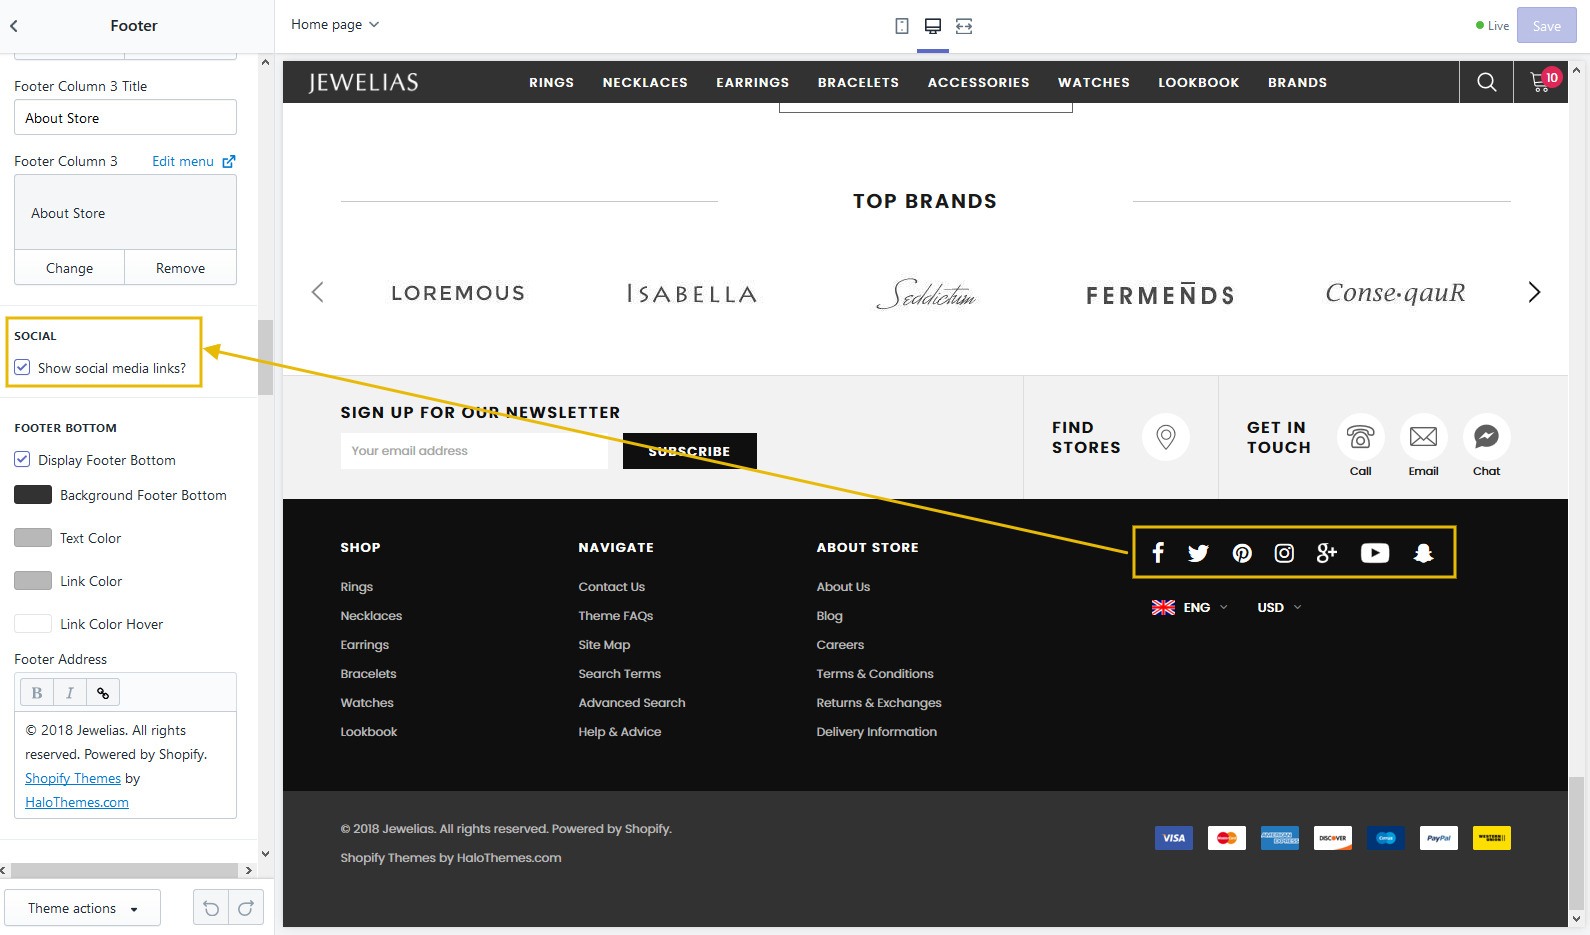 Footer
Home page
Live
Save
Footer Column 3 Title
About Store
Footer Column 3
Edit menu
About Store
Change
Remove
SOCIAL
Show social media links?
FOOTER BOTTOM
Display Footer Bottom
Background Footer Bottom
Text Color
Link Color
Link Color Hover
Footer Address
B I
© 2018 Jewelias. All rights
reserved. Powered by Shopify.
Shopify Themes by
HaloThemes.com
Theme actions
JEWELIAS
RINGS NECKLACES EARRINGS BRACELETS ACCESSORIES WATCHES LOOKBOOK BRANDS
10
TOP BRANDS
LOREMOUS ISABELLA Seddictum FERMEÑDS Conse·qauR
SIGN UP FOR OUR NEWSLETTER
Your email address
SUBSCRIBE
FIND
STORES
GET IN
TOUCH
Call Email Chat
SHOP
Rings
Necklaces
Earrings
Bracelets
Watches
Lookbook
NAVIGATE
Contact Us
Theme FAQs
Site Map
Search Terms
Advanced Search
Help & Advice
ABOUT STORE
About Us
Blog
Careers
Terms & Conditions
Returns & Exchanges
Delivery Information
ENG USD
© 2018 Jewelias. All rights reserved. Powered by Shopify.
Shopify Themes by HaloThemes.com
VISA MasterCard AMERICAN EXPRESS DISCOVER PayPal WESTERN UNION